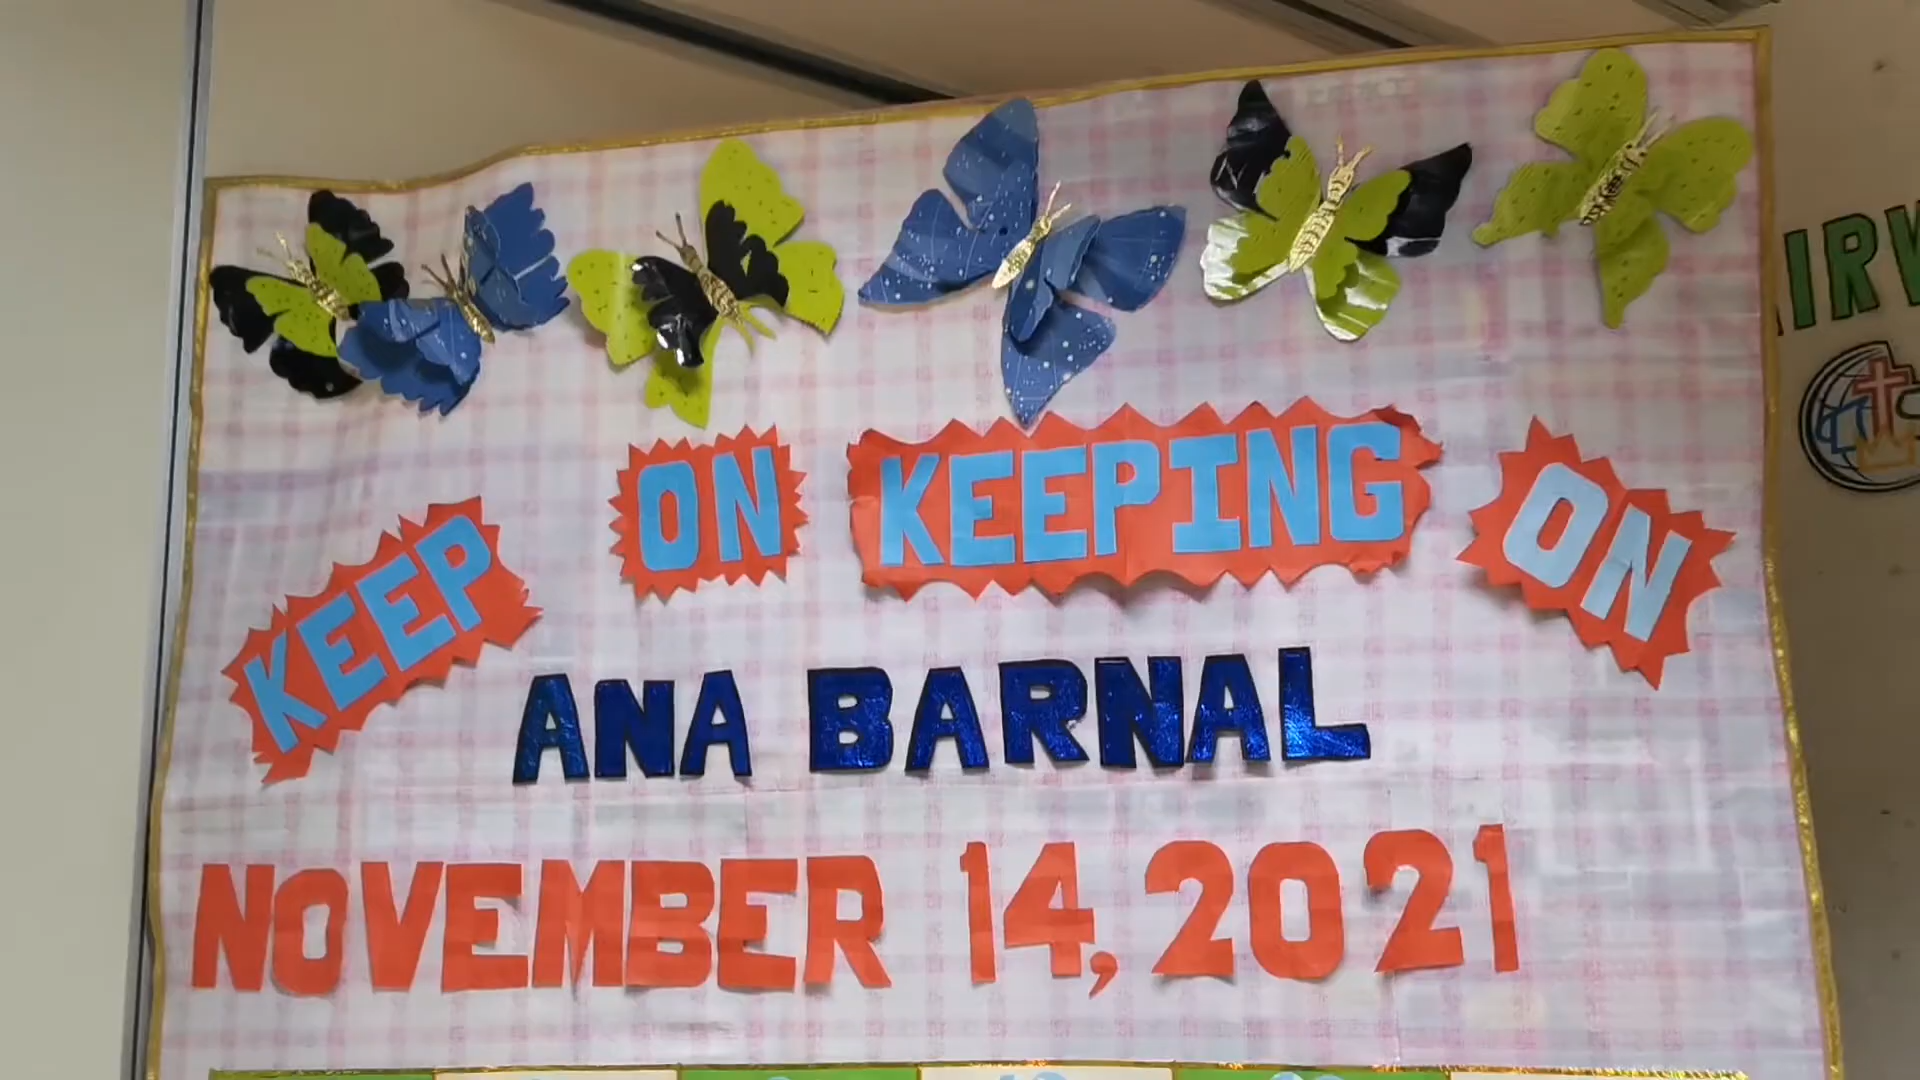 KEEP ON KEEPING ON
ANA BARNAL
NOVEMBER 14, 2021